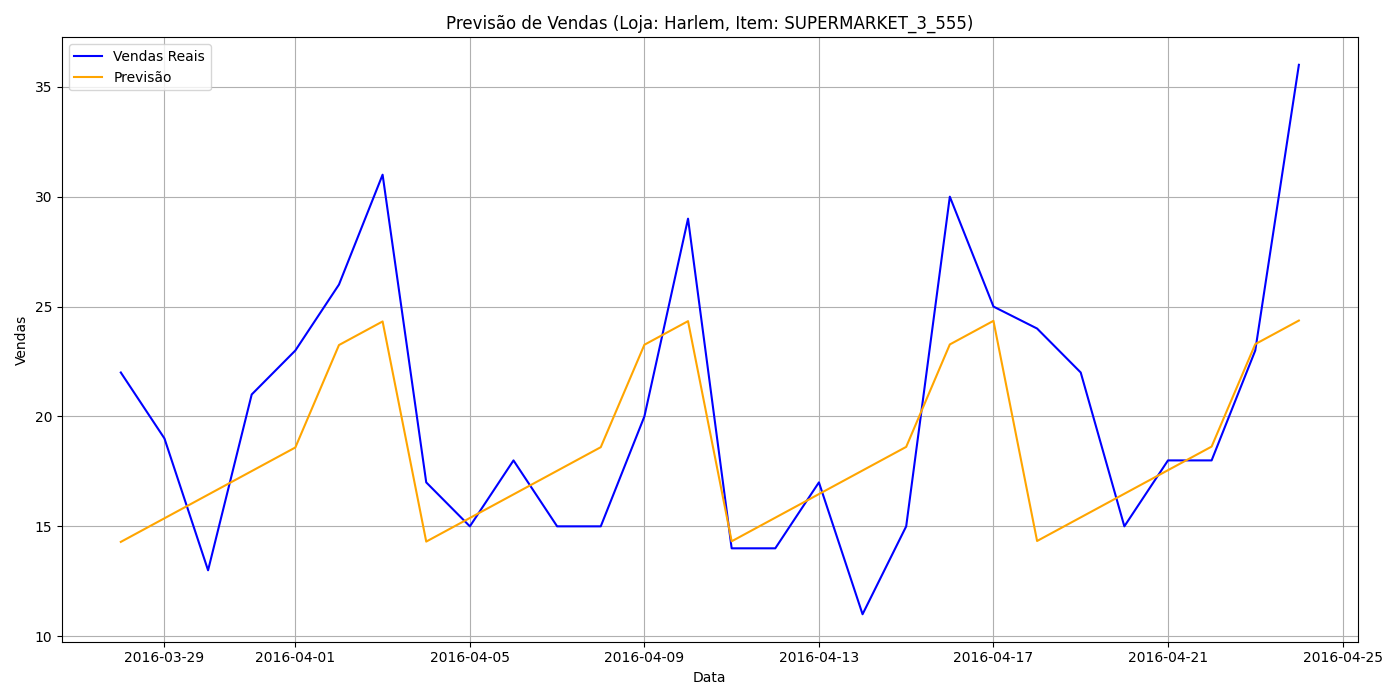 Previsão de Vendas (Loja: Harlem, Item: SUPERMARKET_3_555)
Vendas Reais
Previsão
35
30
25
20
15
10
Vendas
2016-03-29 2016-04-01 2016-04-05 2016-04-09 2016-04-13 2016-04-17 2016-04-21 2016-04-25
Data